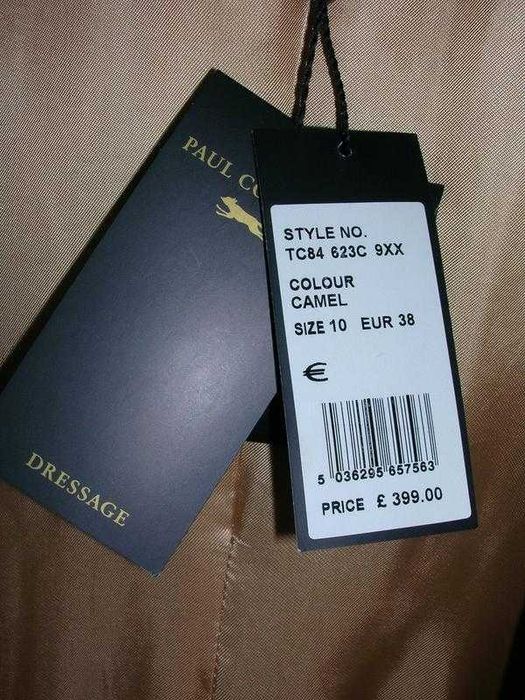 PAUL
DRESSAGE
STYLE NO.
TC84 623C 9XX
COLOUR
CAMEL
SIZE 10 EUR 38
€
5 036295 657563
PRICE £ 399.00